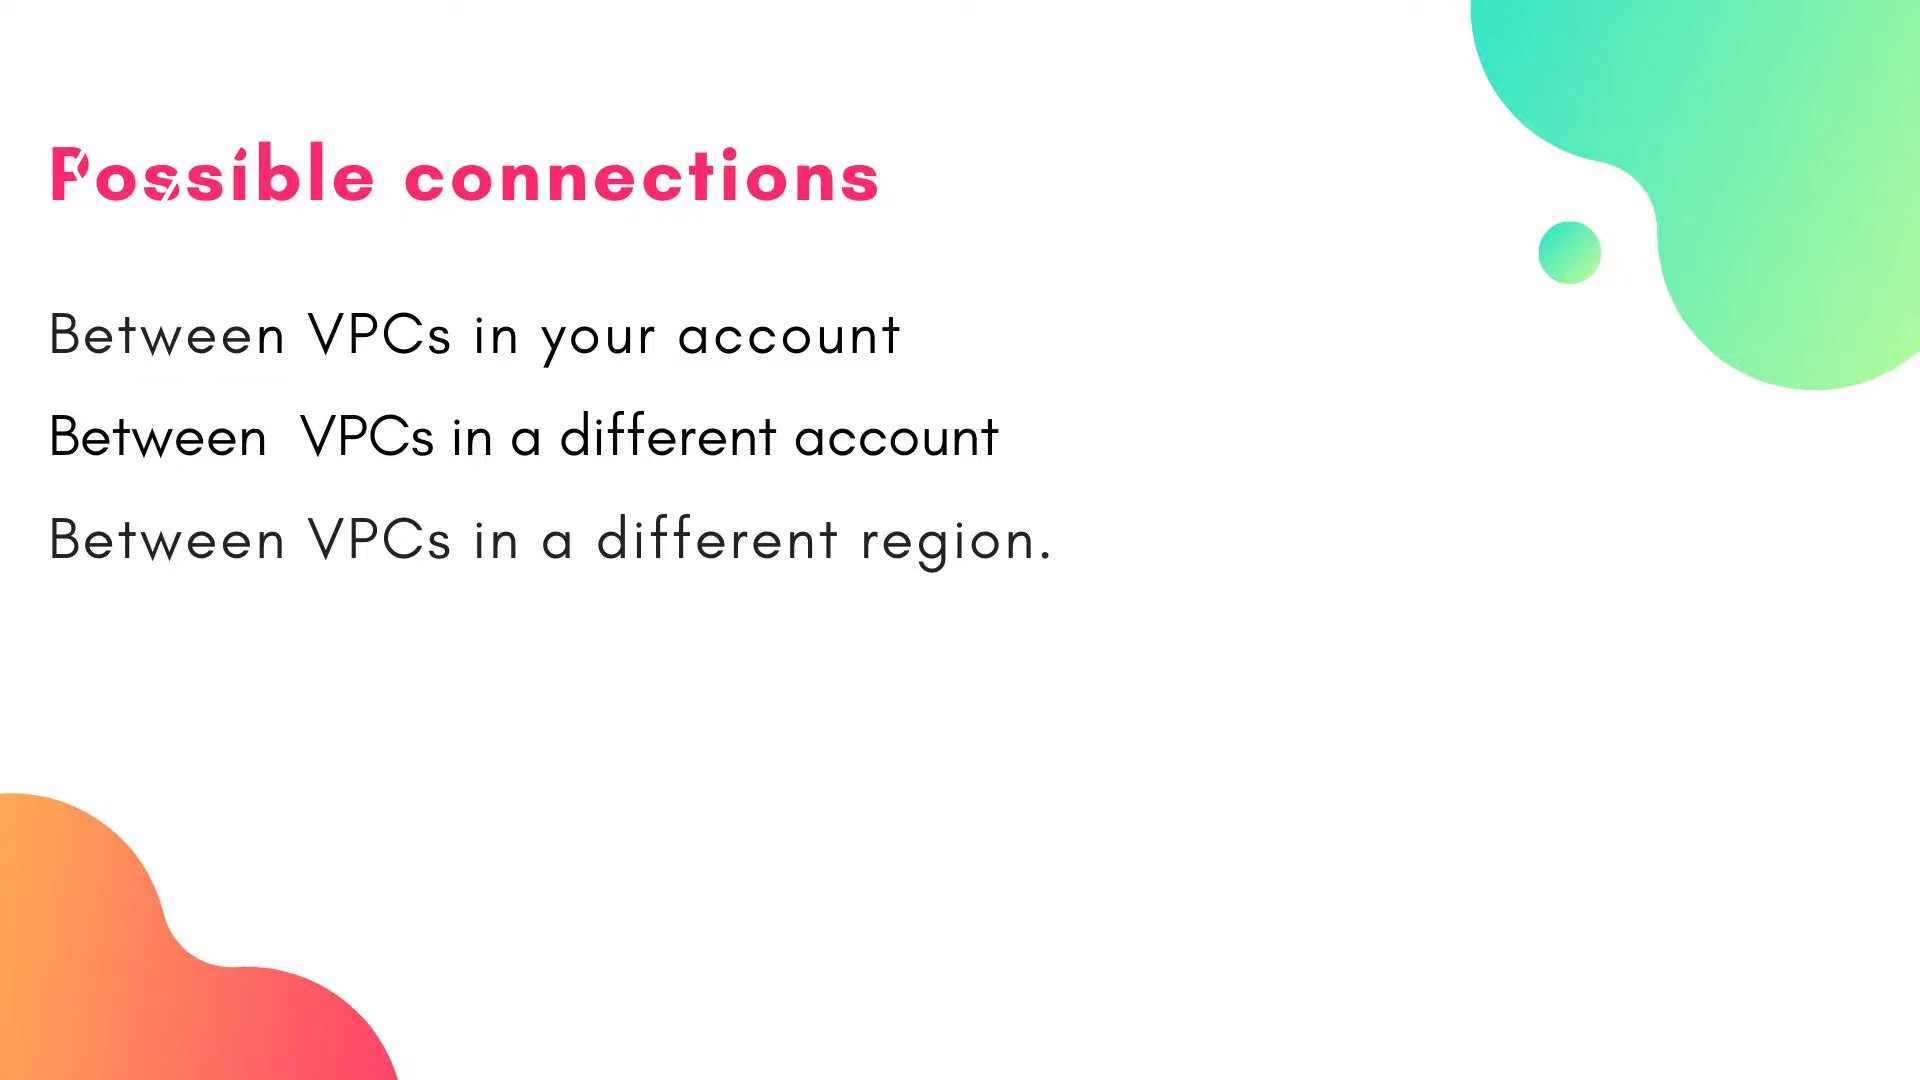 Possible connections
Between VPCs in your account
Between VPCs in a different account
Between VPCs in a different region.